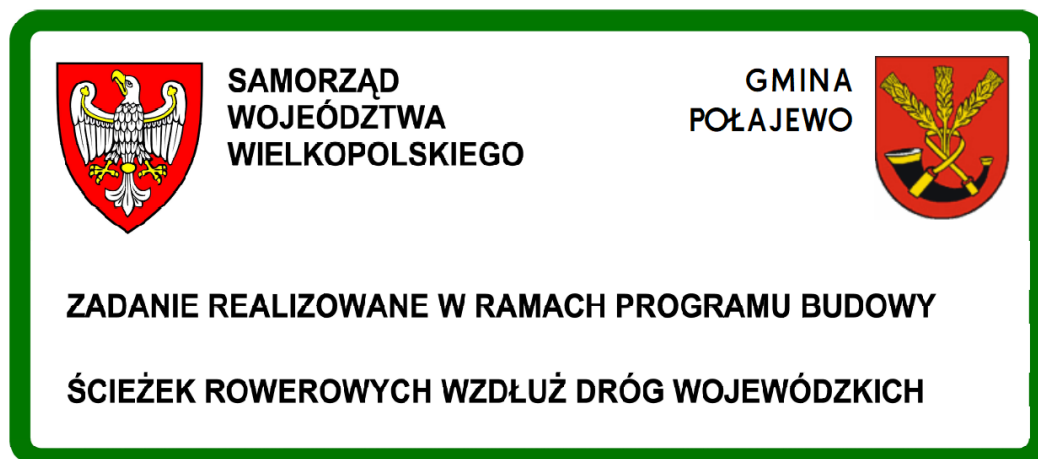 SAMORZĄD
WOJEÓDZTWA
WIELKOPOLSKIEGO
GMINA
POŁAJEWO
ZADANIE REALIZOWANE W RAMACH PROGRAMU BUDOWY
ŚCIEŻEK ROWEROWYCH WZDŁUŻ DRÓG WOJEWÓDZKICH